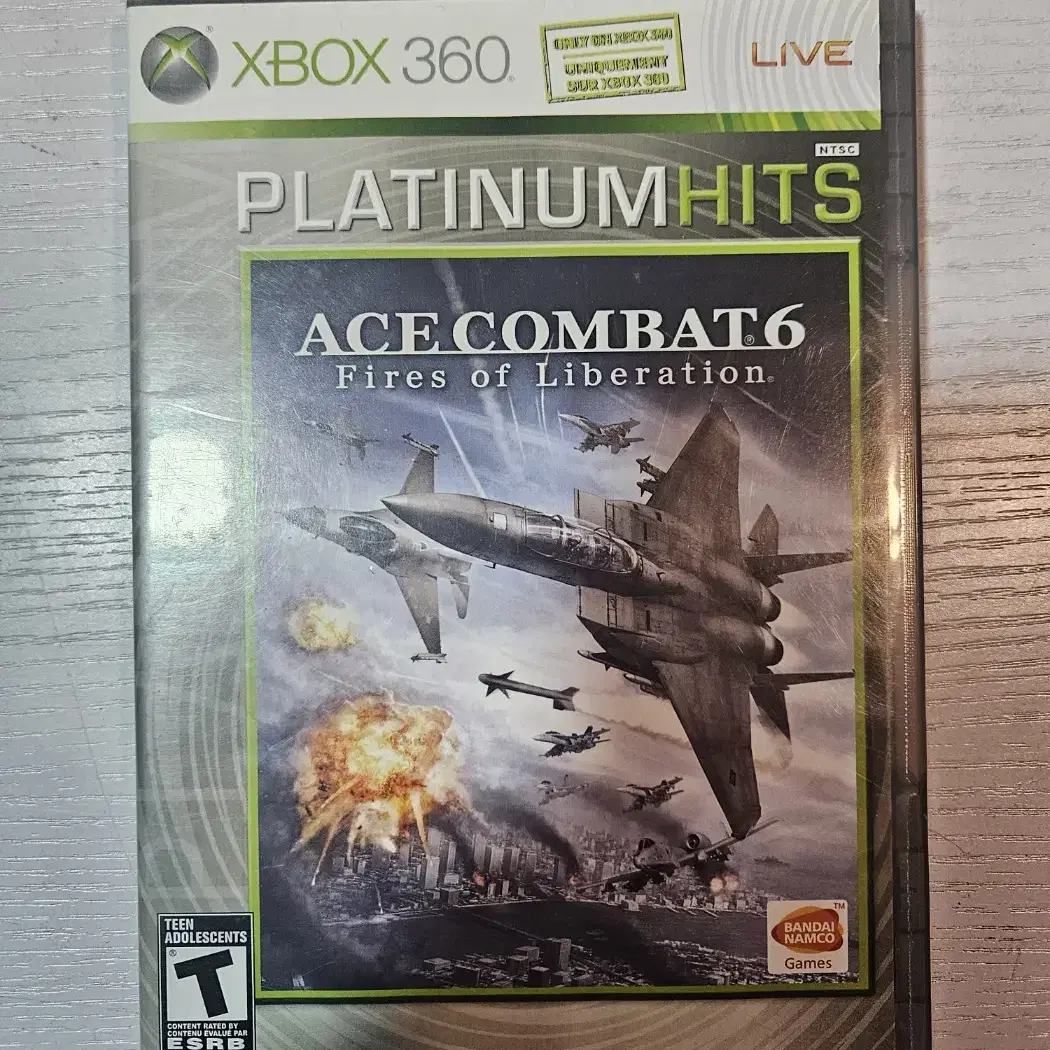 XBOX 360
ONLY ON XBOX 360
UNIQUEMENT
SUR XBOX 360
LIVE
NTSC
PLATINUMHITS
ACE COMBAT® 6
Fires of Liberation®
TEEN
ADOLESCENTS
T
CONTENT RATED BY
CONTENU ÉVALUÉ PAR
ESRB
BANDAI
NAMCO
Games